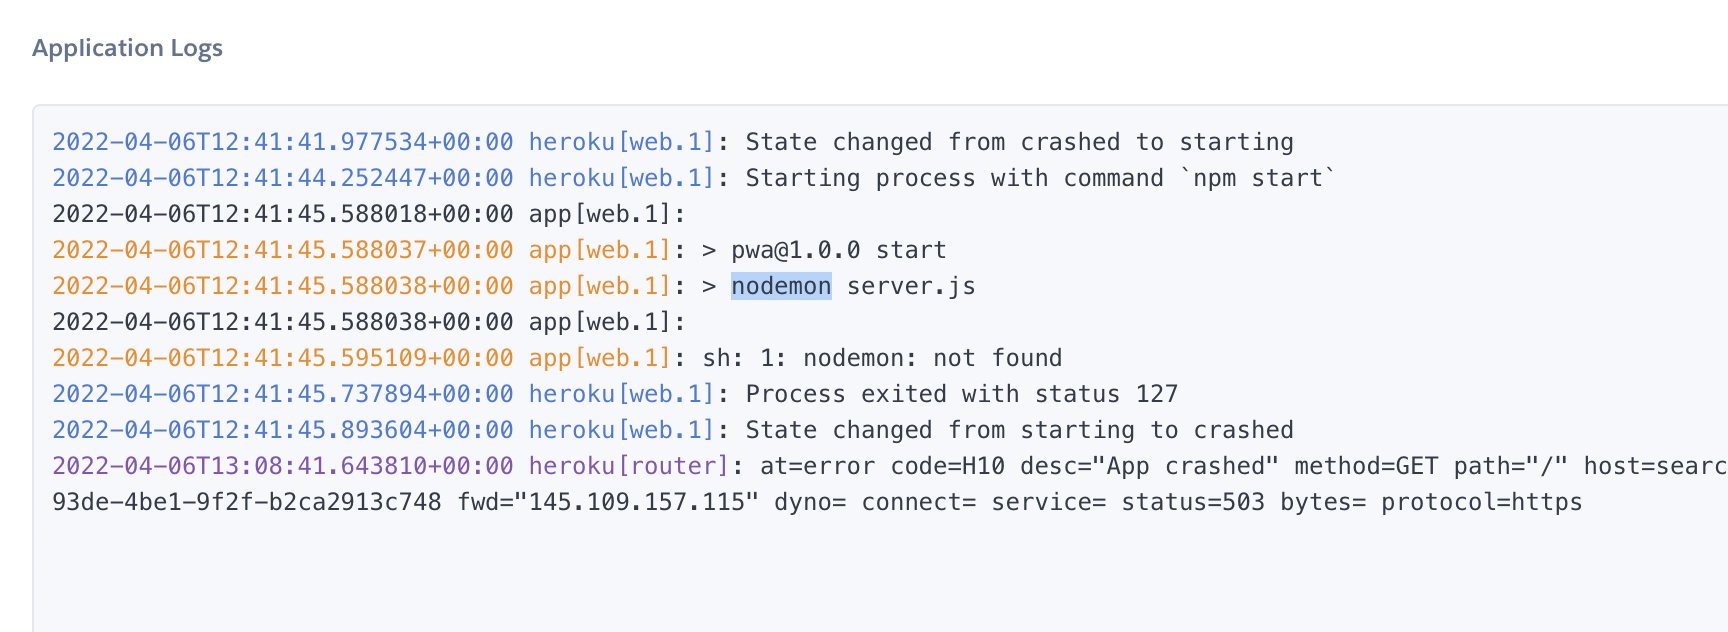 Application Logs
2022-04-06T12:41:41.977534+00:00 heroku[web.1]: State changed from crashed to starting
2022-04-06T12:41:44.252447+00:00 heroku[web.1]: Starting process with command `npm start`
2022-04-06T12:41:45.588018+00:00 app[web.1]:
2022-04-06T12:41:45.588037+00:00 app[web.1]: > pwa@1.0.0 start
2022-04-06T12:41:45.588038+00:00 app[web.1]: > nodemon server.js
2022-04-06T12:41:45.588038+00:00 app[web.1]:
2022-04-06T12:41:45.595109+00:00 app[web.1]: sh: 1: nodemon: not found
2022-04-06T12:41:45.737894+00:00 heroku[web.1]: Process exited with status 127
2022-04-06T12:41:45.893604+00:00 heroku[web.1]: State changed from starting to crashed
2022-04-06T13:08:41.643810+00:00 heroku[router]: at=error code=H10 desc="App crashed" method=GET path="/" host=searc
93de-4be1-9f2f-b2ca2913c748 fwd="145.109.157.115" dyno= connect= service= status=503 bytes= protocol=https